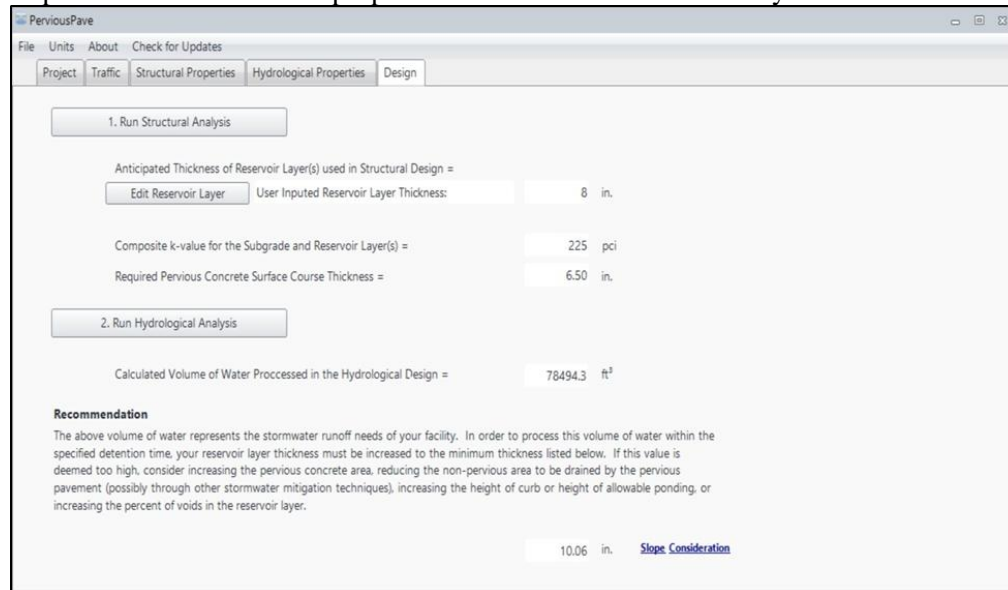 PerviousPave
File Units About Check for Updates
Project Traffic Structural Properties Hydrological Properties Design
1. Run Structural Analysis
Anticipated Thickness of Reservoir Layer(s) used in Structural Design =
Edit Reservoir Layer User Inputed Reservoir Layer Thickness: 8 in.
Composite k-value for the Subgrade and Reservoir Layer(s) = 225 pci
Required Pervious Concrete Surface Course Thickness = 6.50 in.
2. Run Hydrological Analysis
Calculated Volume of Water Proccessed in the Hydrological Design = 78494.3 ft³
Recommendation
The above volume of water represents the stormwater runoff needs of your facility. In order to process this volume of water within the
specified detention time, your reservoir layer thickness must be increased to the minimum thickness listed below. If this value is
deemed too high, consider increasing the pervious concrete area, reducing the non-pervious area to be drained by the pervious
pavement (possibly through other stormwater mitigation techniques), increasing the height of curb or height of allowable ponding, or
increasing the percent of voids in the reservoir layer.
10.06 in. Slope Consideration